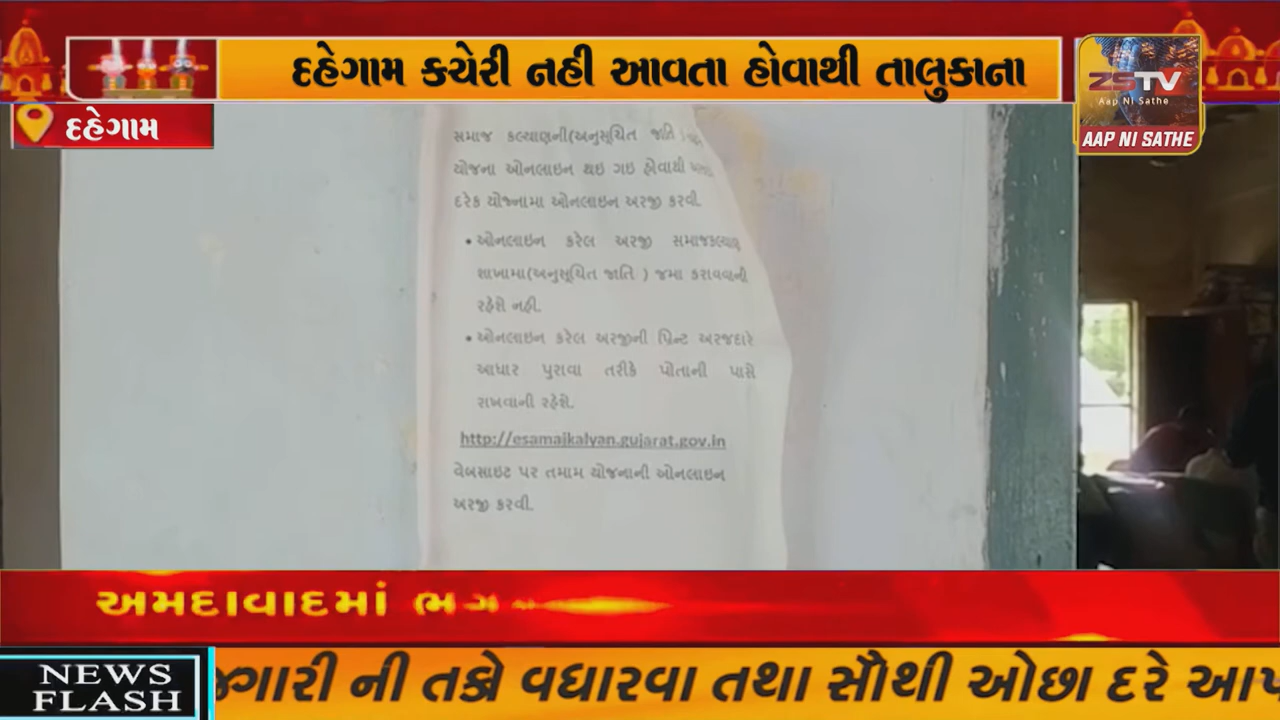 દહેગામ કચેરી નહી આવતા હોવાથી તાલુકાના
ZSTV
Aap Ni Sathe
AAP NI SATHE
દહેગામ
સમાજ કલ્યાણની(અનુસૂચિત જાતિ )
યોજના ઓનલાઇન થઇ ગઇ હોવાથી
દરેક યોજ્નામા ઓનલાઇન અરજી કરવી.
• ઓનલાઇન કરેલ અરજી સમાજકલ્યાણ
શાખામા(અનુસૂચિત જાતિ ) જમા કરાવવાની
રહેશે નહી.
• ઓનલાઇન કરેલ અરજીની પ્રિન્ટ અરજદારે
આધાર પુરાવા તરીકે પોતાની પાસે
રાખવાની રહેશે.
http://esamajkalyan.gujarat.gov.in
વેબસાઇટ પર તમામ યોજનાની ઓનલાઇન
અરજી કરવી.
અમદાવાદમાં ભગ
NEWS
FLASH
ની તકો વધારવા તથા સૌથી ઓછા દરે